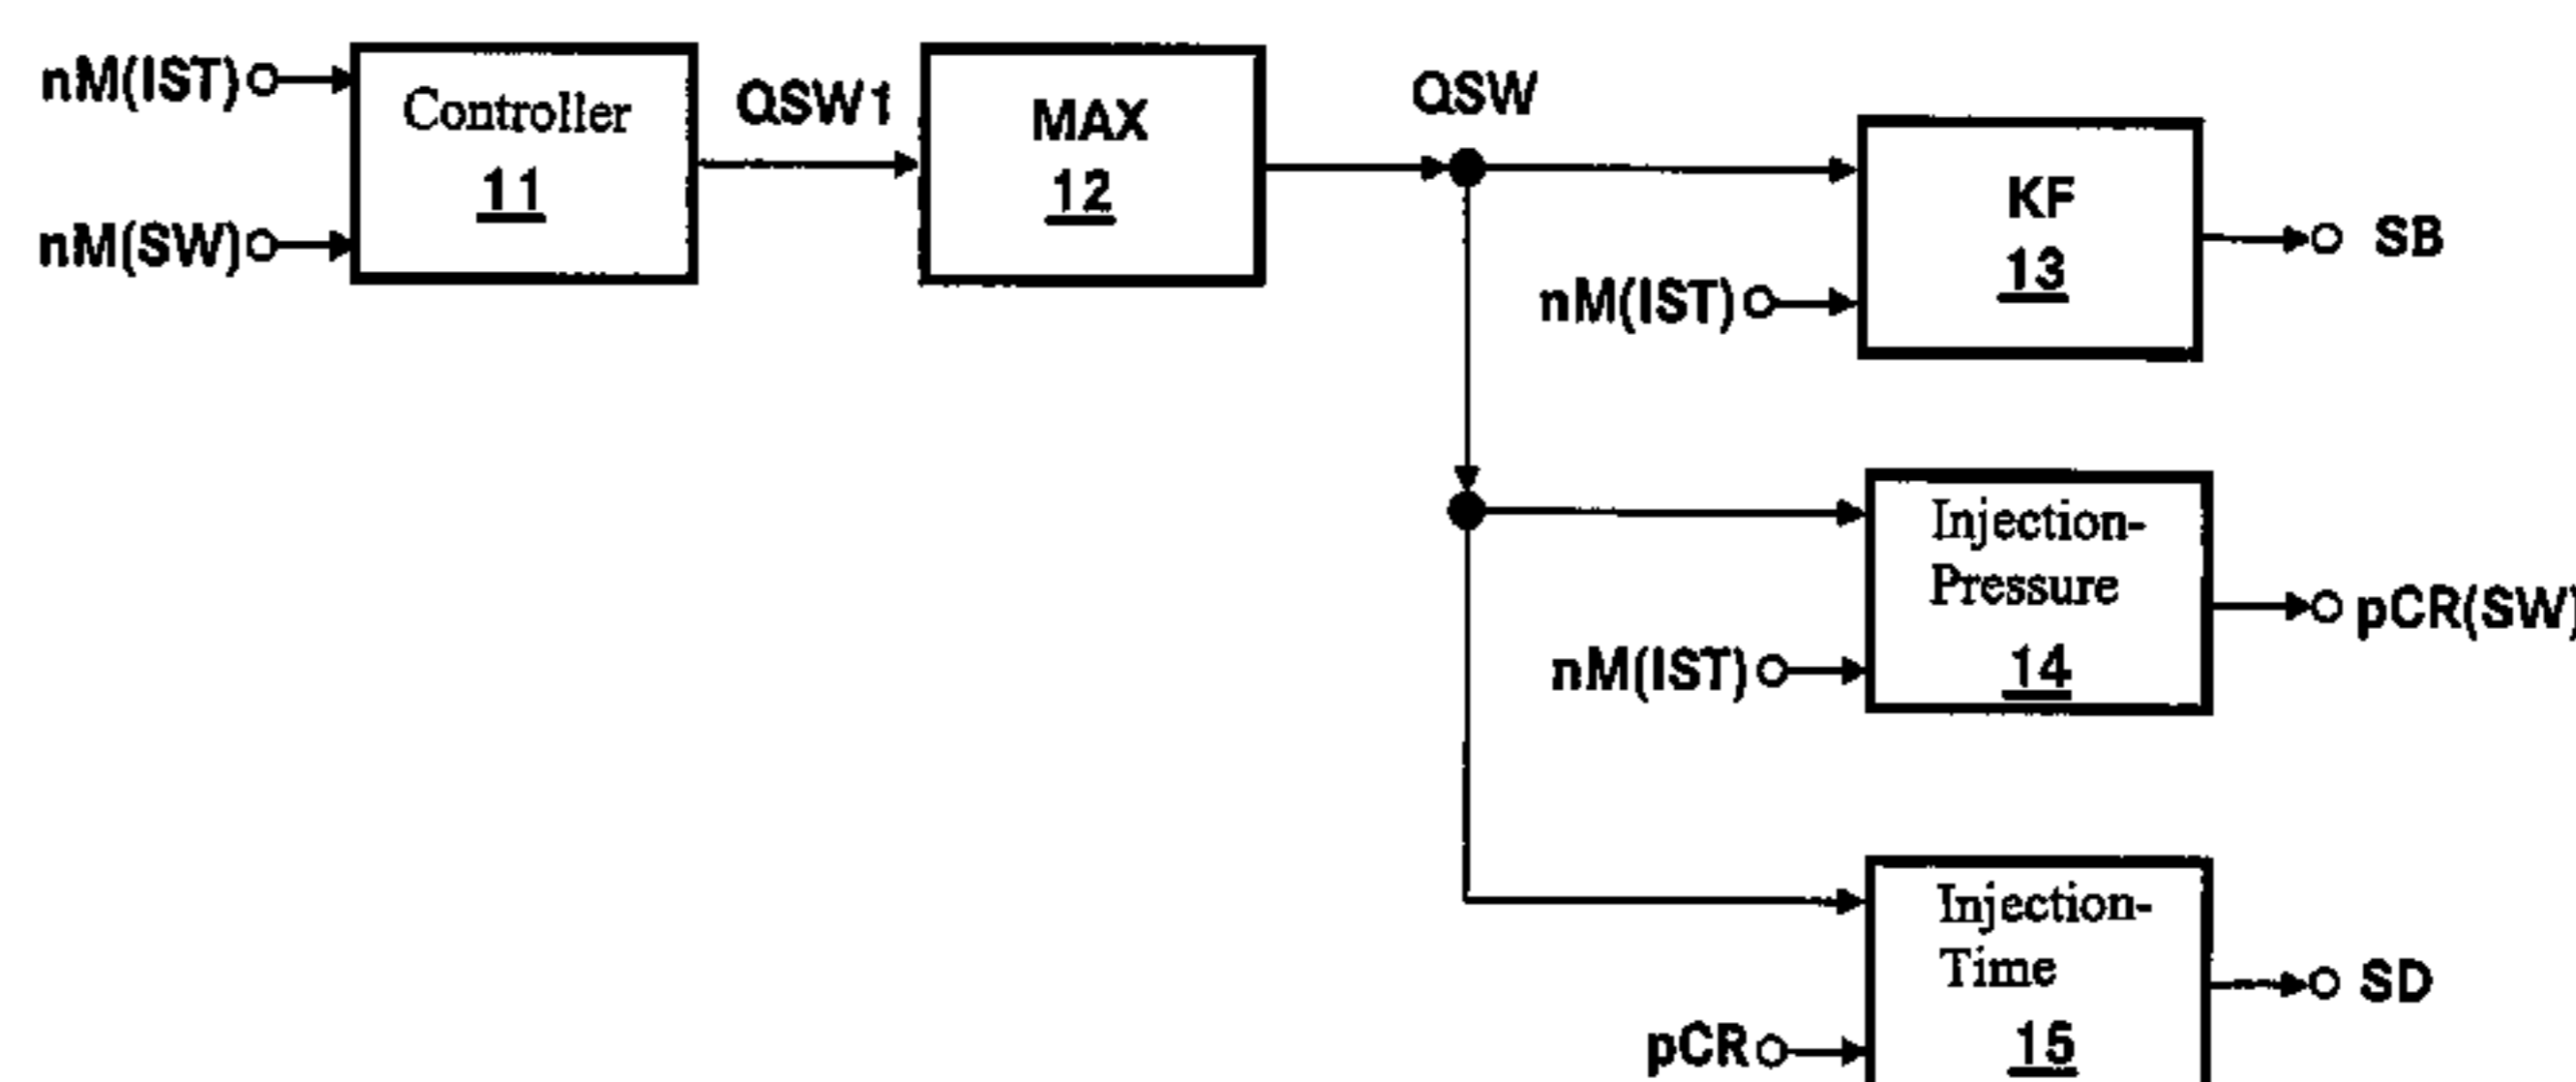 nM(IST)
Controller
11
nM(SW)
QSW1
MAX
12
QSW
KF
13
nM(IST)
SB
Injection-
Pressure
14
nM(IST)
pCR(SW)
Injection-
Time
15
pCR
SD